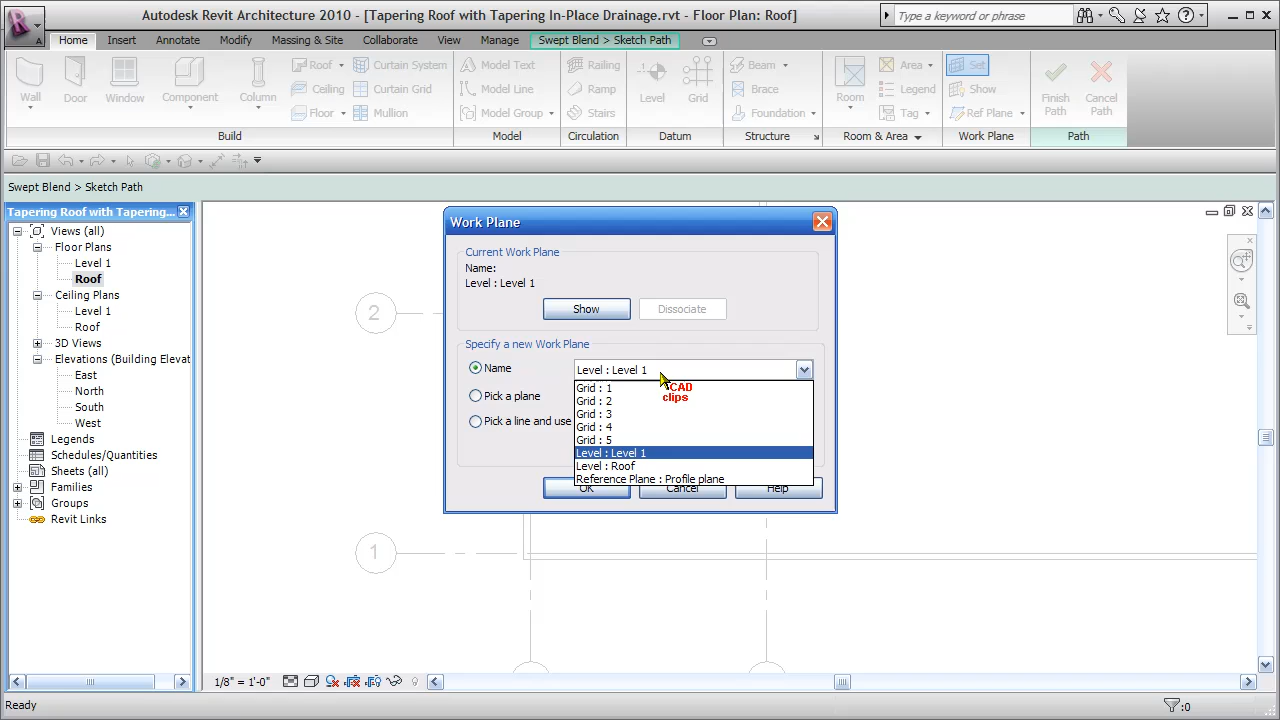 Autodesk Revit Architecture 2010 - [Tapering Roof with Tapering In-Place Drainage.rvt - Floor Plan: Roof]
Type a keyword or phrase
Home Insert Annotate Modify Massing & Site Collaborate View Manage Swept Blend > Sketch Path
Wall
Door
Window
Component
Column
Roof
Ceiling
Floor
Curtain System
Curtain Grid
Mullion
Build
Model Text
Model Line
Model Group
Model
Railing
Ramp
Stairs
Circulation
Level
Grid
Datum
Beam
Brace
Foundation
Structure
Room
Area
Legend
Tag
Room & Area
Set
Show
Ref Plane
Work Plane
Finish Path
Cancel Path
Path
Swept Blend > Sketch Path
Tapering Roof with Tapering...
Views (all)
Floor Plans
Level 1
Roof
Ceiling Plans
Level 1
Roof
3D Views
Elevations (Building Elevat
East
North
South
West
Legends
Schedules/Quantities
Sheets (all)
Families
Groups
Revit Links
2
1
Work Plane
Current Work Plane
Name:
Level : Level 1
Show
Dissociate
Specify a new Work Plane
Name
Level : Level 1
Pick a plane
Pick a line and use
Grid : 1
Grid : 2
Grid : 3
Grid : 4
Grid : 5
Level : Level 1
Level : Roof
Reference Plane : Profile plane
CAD
clips
OK
Cancel
Help
1/8" = 1'-0"
Ready
:0